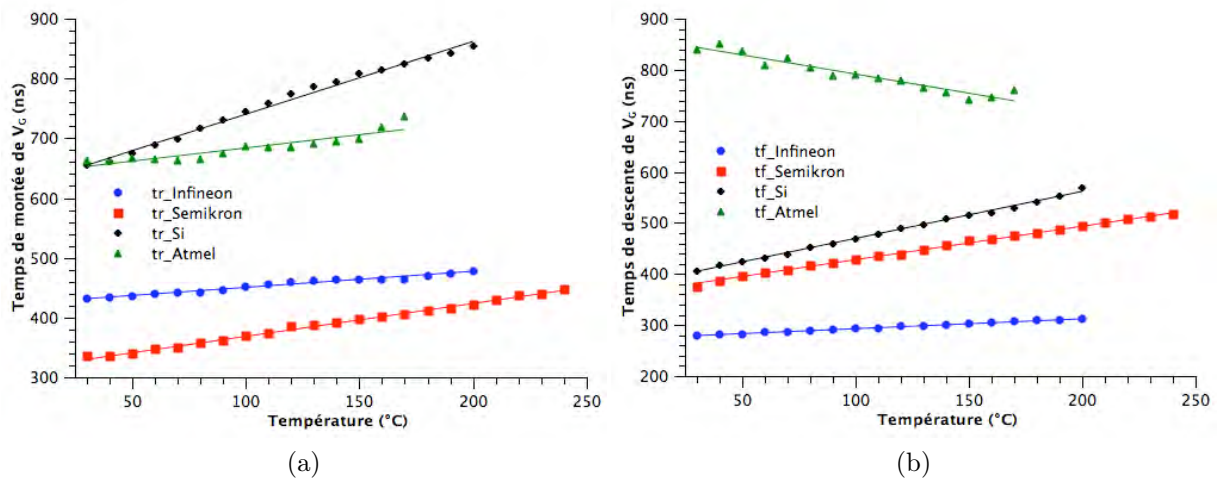 900
800
700
600
500
400
300
Temps de montée de VG (ns)
tr_Infineon
tr_Semikron
tr_Si
tr_Atmel
50
100
150
200
250
Température (°C)
(a)
900
800
700
600
500
400
300
200
Temps de descente de VG (ns)
tf_Infineon
tf_Semikron
tf_Si
tf_Atmel
50
100
150
200
250
Température (°C)
(b)